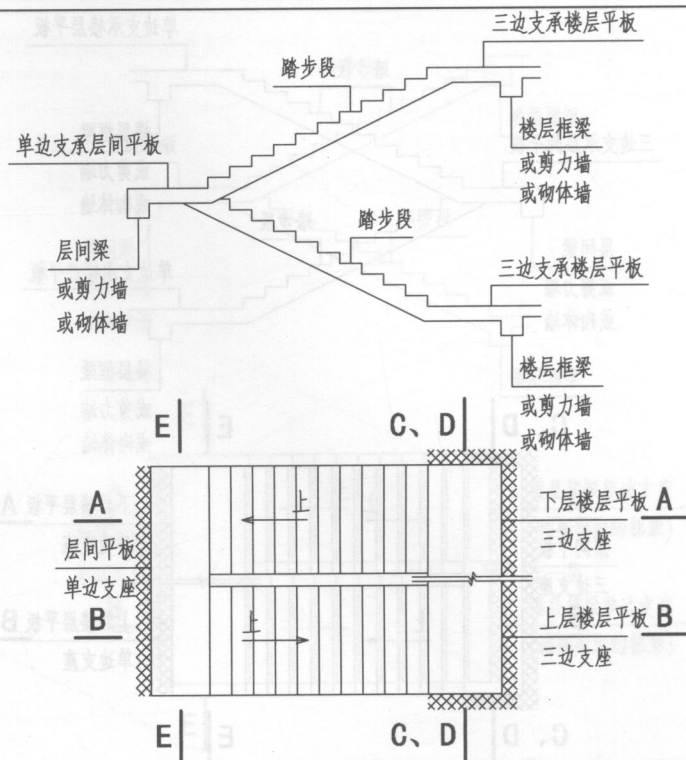 三边支承楼层平板
踏步段
单边支承层间平板
楼层框梁
或剪力墙
或砌体墙
踏步段
层间梁
或剪力墙
或砌体墙
三边支承楼层平板
楼层框梁
或剪力墙
或砌体墙
E
C、D
A
上
下层楼层平板 A
层间平板
三边支座
单边支座
B
上
上层楼层平板 B
三边支座
E
C、D